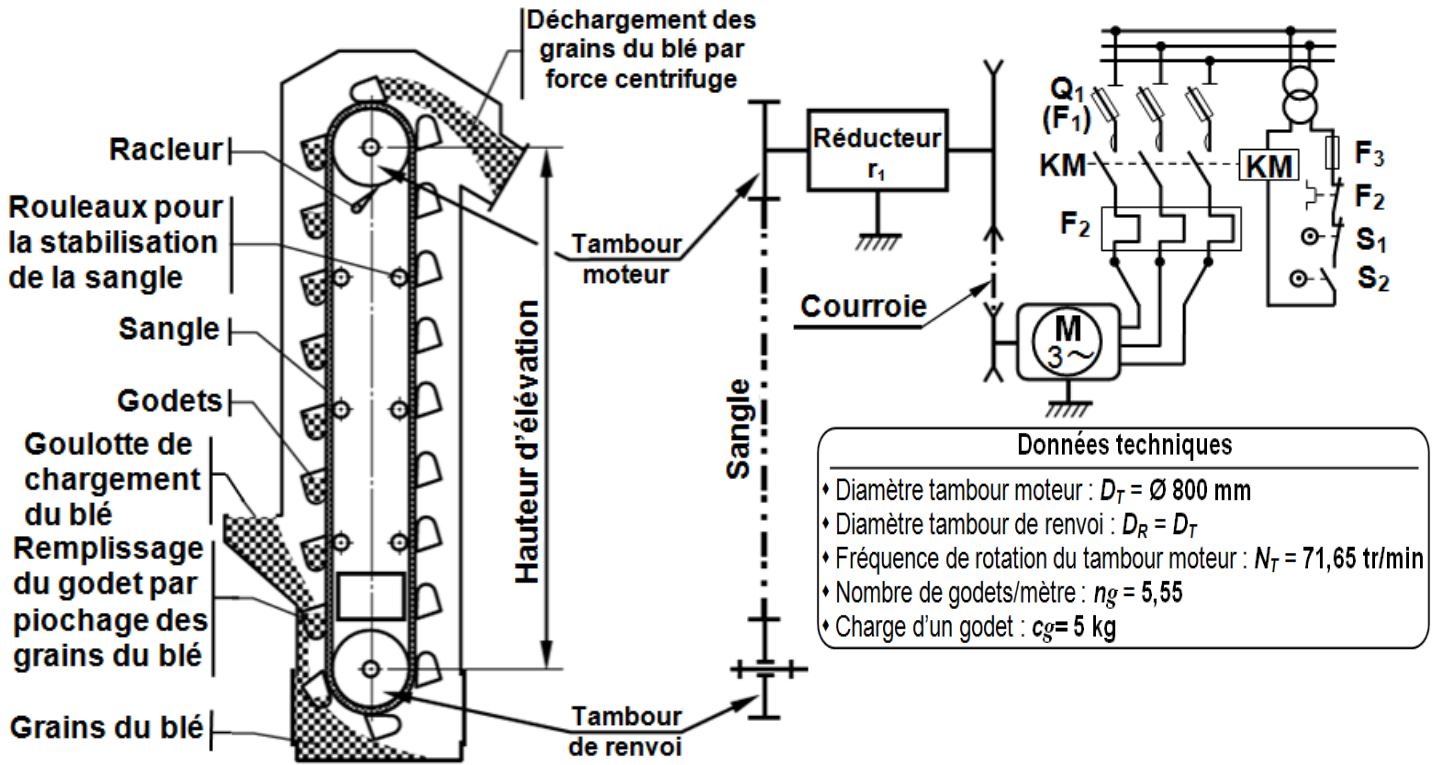 Déchargement des
grains du blé par
force centrifuge
Racleur
Rouleaux pour
la stabilisation
de la sangle
Sangle
Godets
Goulotte de
chargement
du blé
Remplissage
du godet par
piochage des
grains du blé
Grains du blé
Hauteur d'élévation
Tambour
moteur
Tambour
de renvoi
Sangle
Réducteur
r1
Courroie
M
3~
Q1
(F1)
KM
F2
KM
F3
F2
S1
S2
Données techniques
♦ Diamètre tambour moteur : DT = Ø 800 mm
♦ Diamètre tambour de renvoi : DR = DT
♦ Fréquence de rotation du tambour moteur : NT = 71,65 tr/min
♦ Nombre de godets/mètre : ng = 5,55
♦ Charge d'un godet : cg= 5 kg